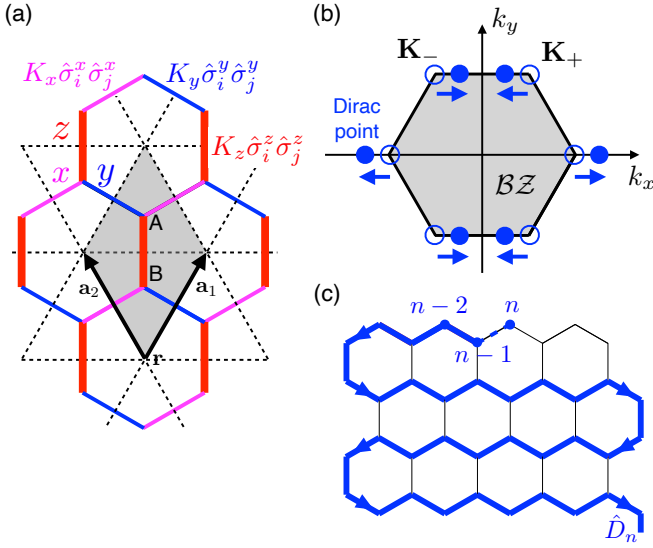 (a)
K_x σ̂_i^x σ̂_j^x
K_y σ̂_i^y σ̂_j^y
z
K_z σ̂_i^z σ̂_j^z
x
y
A
B
a_2
a_1
r
(b)
k_y
K_-
K_+
Dirac
point
BZ
k_x
(c)
n − 2
n
n − 1
D̂_n